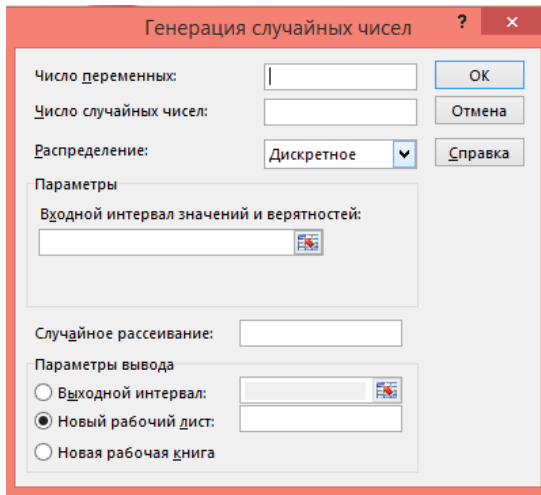 Генерация случайных чисел ? ×
Число переменных:
ОК
Число случайных чисел:
Отмена
Распределение: Дискретное
Справка
Параметры
Входной интервал значений и верятностей:
Случайное рассеивание:
Параметры вывода
Выходной интервал:
Новый рабочий лист:
Новая рабочая книга